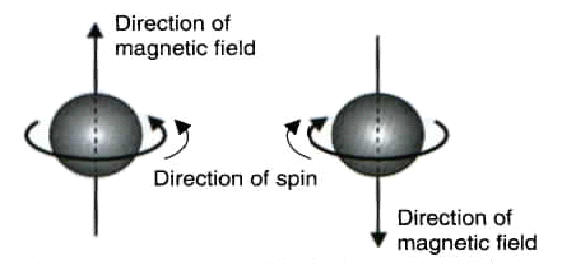 Direction of
magnetic field
Direction of spin
Direction of
magnetic field